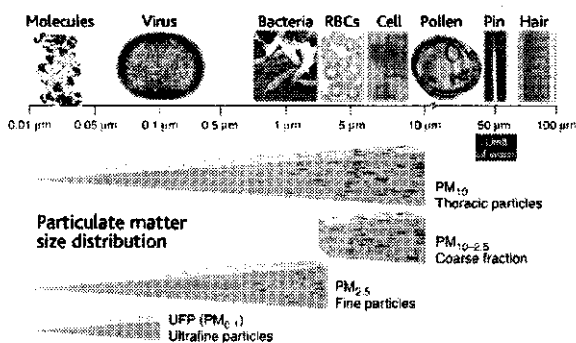 Molecules Virus Bacteria RBCs Cell Pollen Pin Hair
0.01 μm 0.05 μm 0.1 μm 0.5 μm 1 μm 5 μm 10 μm 50 μm 100 μm
PM10
Thoracic particles
Particulate matter
size distribution
PM10–2.5
Coarse fraction
PM2.5
Fine particles
UFP (PM0.1)
Ultrafine particles